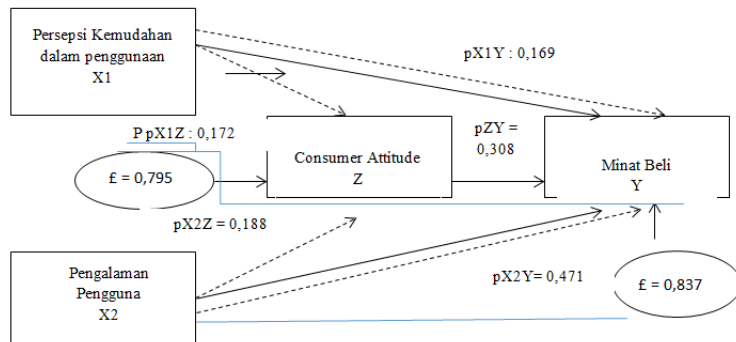 Persepsi Kemudahan
dalam penggunaan
X1
pX1Y : 0,169
P pX1Z : 0,172
Consumer Attitude
Z
pZY =
0,308
Minat Beli
Y
£ = 0,795
pX2Z = 0,188
Pengalaman
Pengguna
X2
pX2Y= 0,471
£ = 0,837